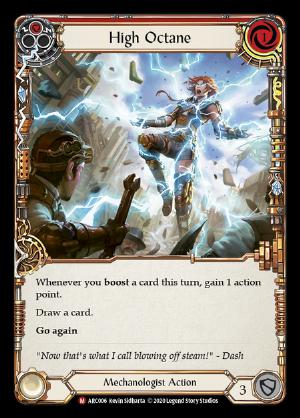 High Octane
Whenever you boost a card this turn, gain 1 action
point.
Draw a card.
Go again
"Now that's what I call blowing off steam!" - Dash
Mechanologist Action
3
M ARC006 Kevin Sidharta © 2020 Legend Story Studios